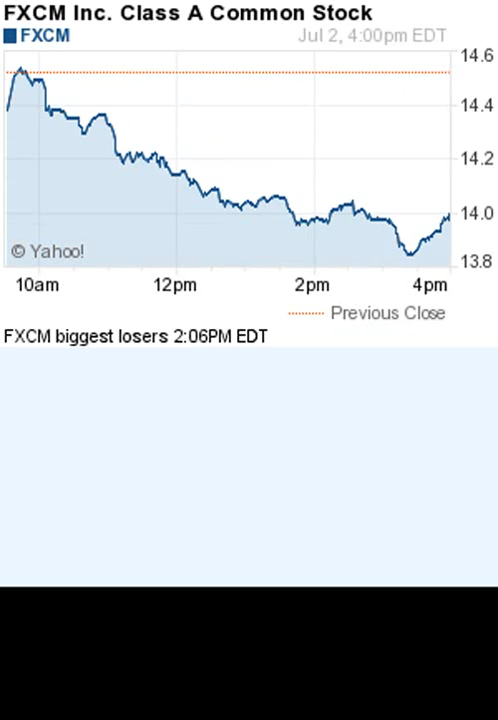 FXCM Inc. Class A Common Stock
FXCM Jul 2, 4:00pm EDT
14.6
14.4
14.2
14.0
© Yahoo!
13.8
10am 12pm 2pm 4pm
Previous Close
FXCM biggest losers 2:06PM EDT